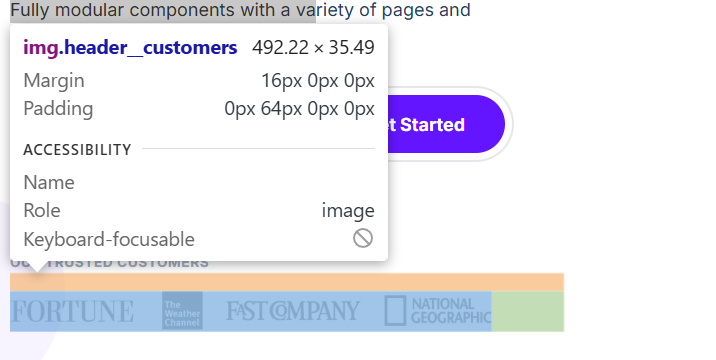 Fully modular components with a variety of pages and
img.header__customers 492.22 × 35.49
Margin 16px 0px 0px
Padding 0px 64px 0px 0px
ACCESSIBILITY
Name
Role image
Keyboard-focusable
t Started
TRUSTED CUSTOMERS
FORTUNE The Weather Channel FAST COMPANY NATIONAL GEOGRAPHIC